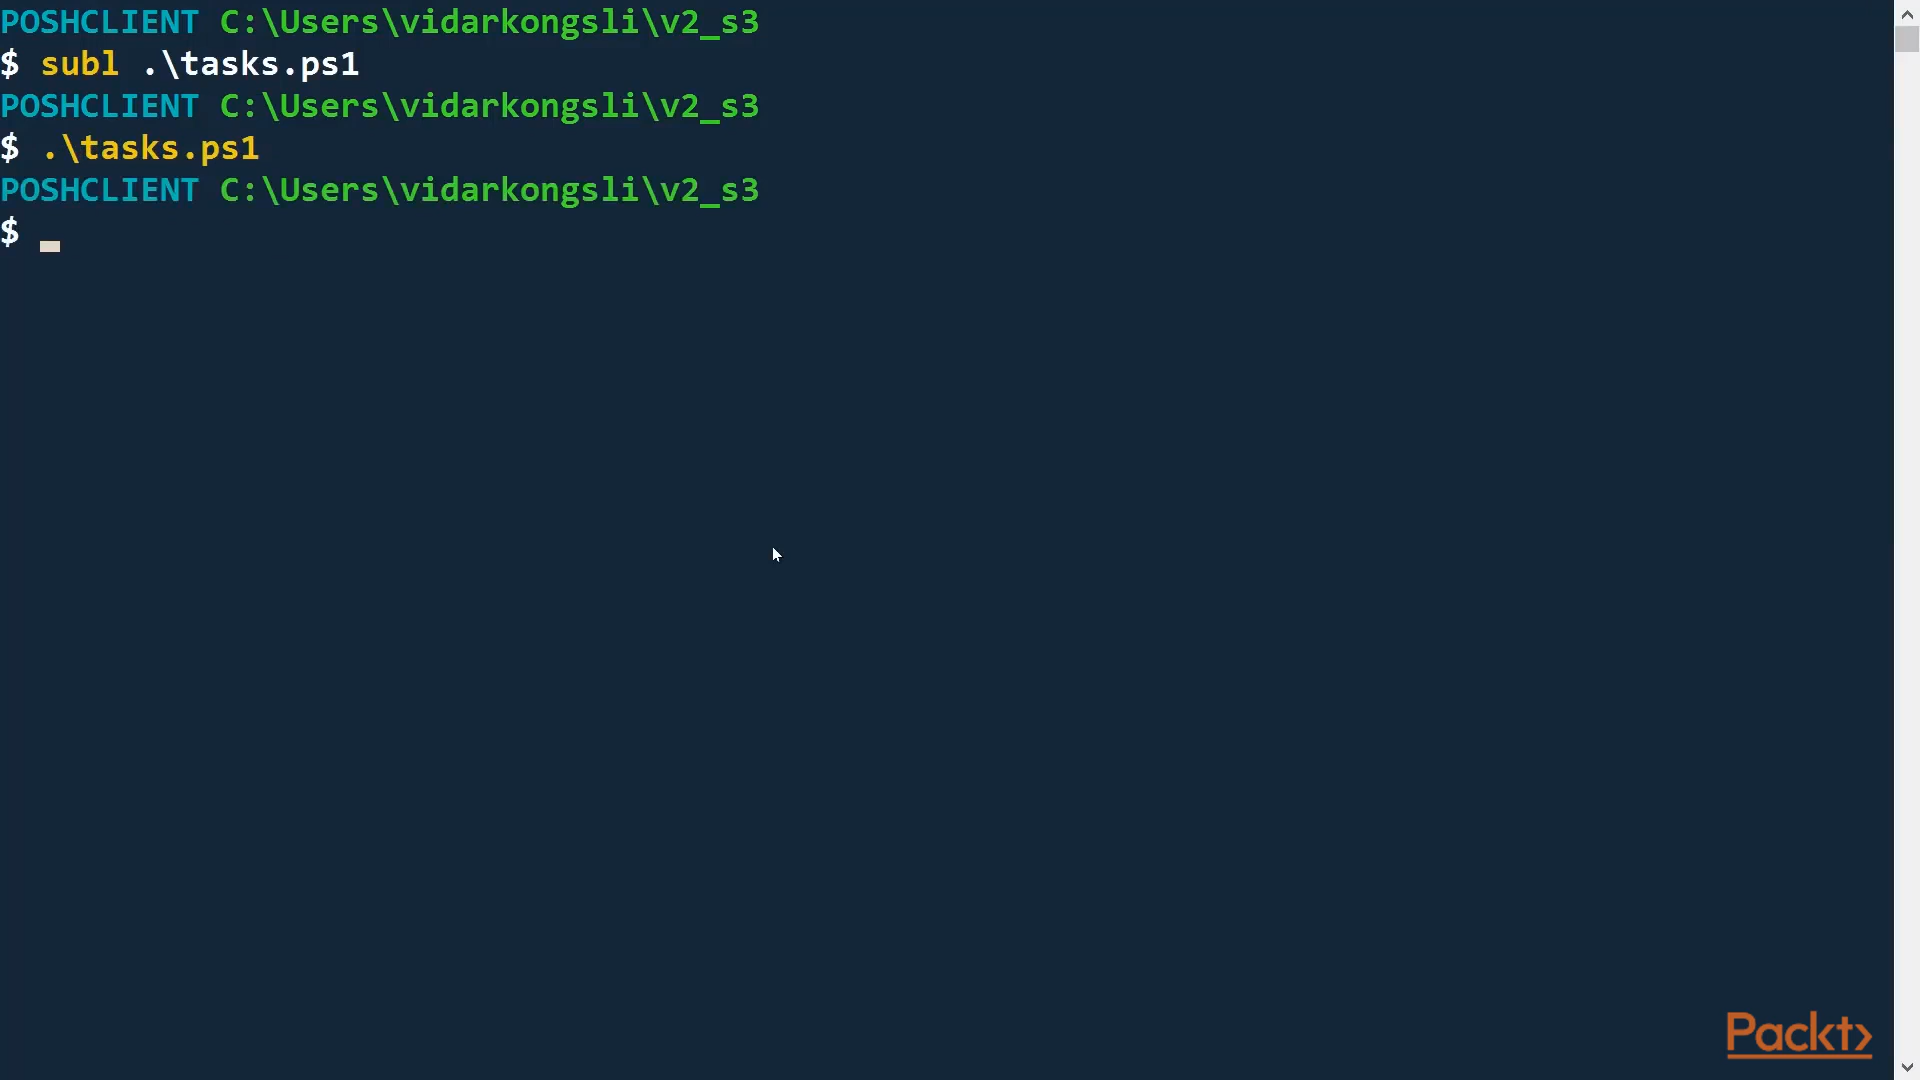 POSHCLIENT C:\Users\vidarkongsli\v2_s3
$ subl .\tasks.ps1
POSHCLIENT C:\Users\vidarkongsli\v2_s3
$ .\tasks.ps1
POSHCLIENT C:\Users\vidarkongsli\v2_s3
$
Packt>